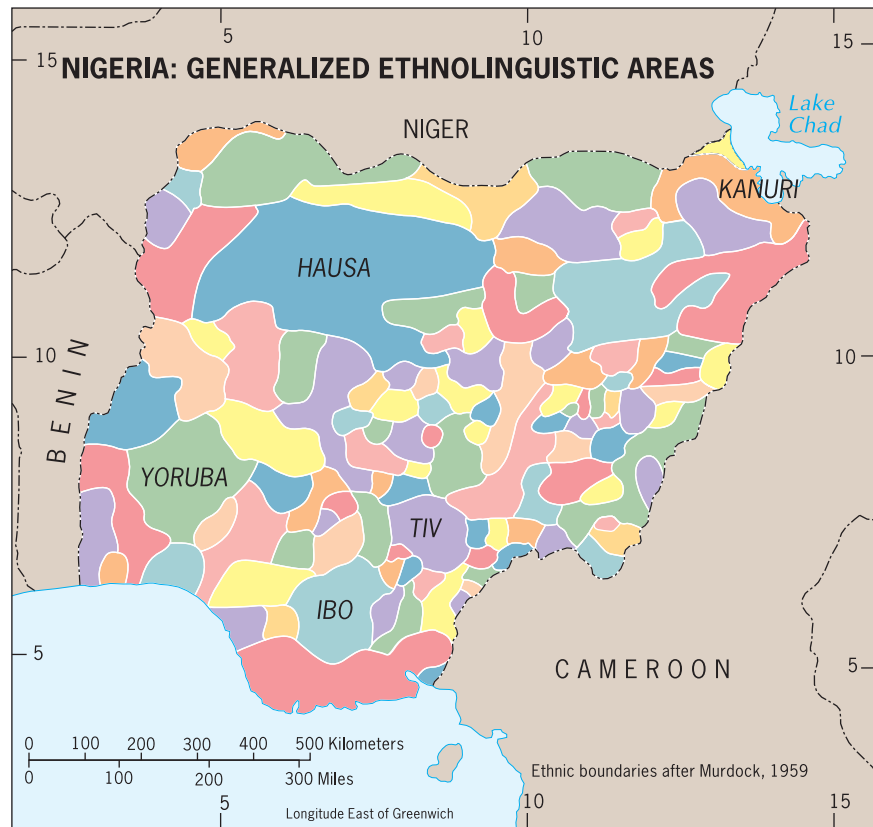 5
10
15
15
NIGERIA: GENERALIZED ETHNOLINGUISTIC AREAS
Lake
Chad
NIGER
KANURI
HAUSA
10
10
BENIN
YORUBA
TIV
IBO
5
5
CAMEROON
0 100 200 300 400 500 Kilometers
0 100 200 300 Miles
Ethnic boundaries after Murdock, 1959
5
Longitude East of Greenwich
10
15